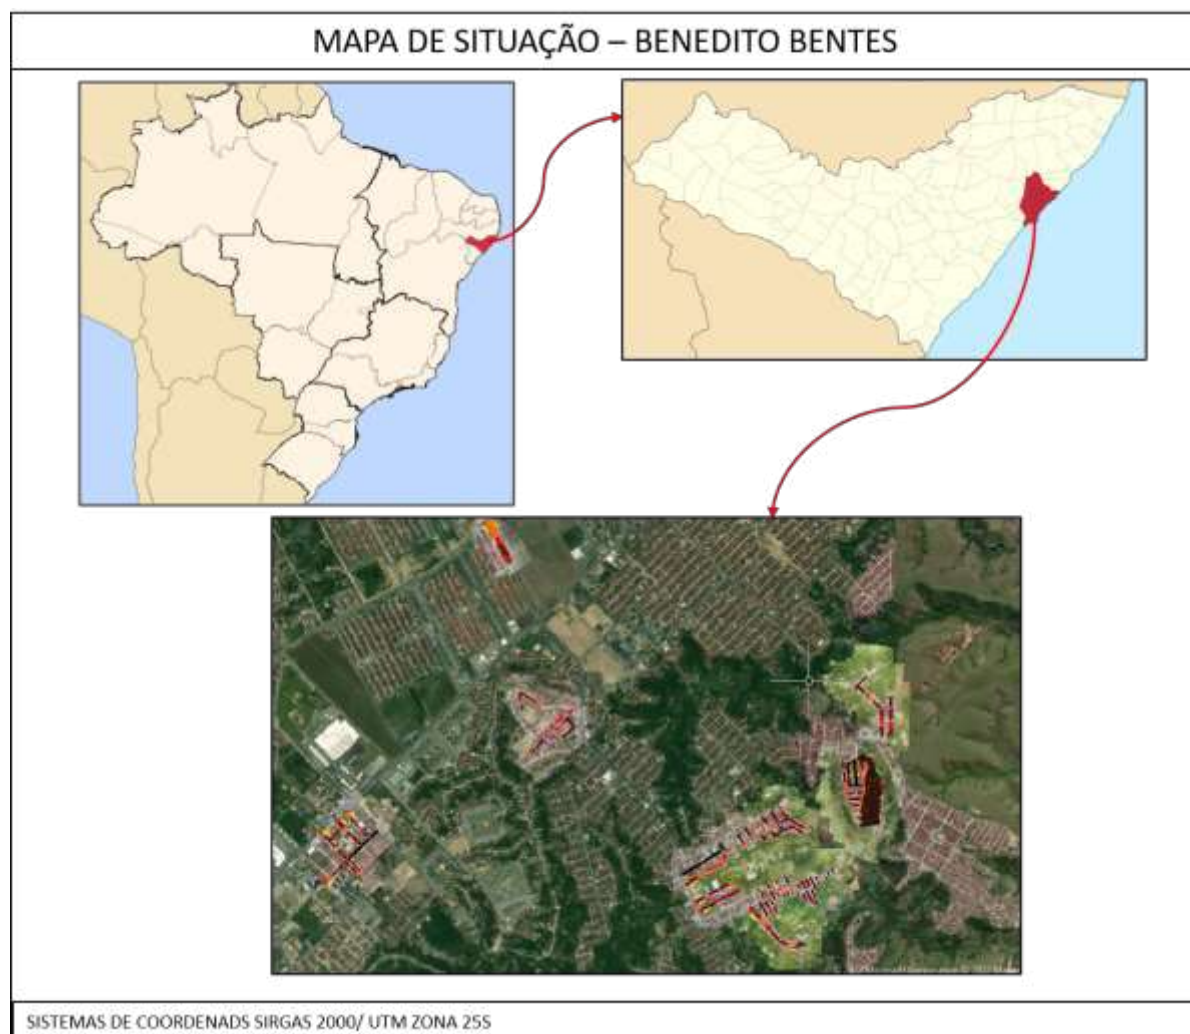 MAPA DE SITUAÇÃO – BENEDITO BENTES
SISTEMAS DE COORDENADS SIRGAS 2000/ UTM ZONA 25S